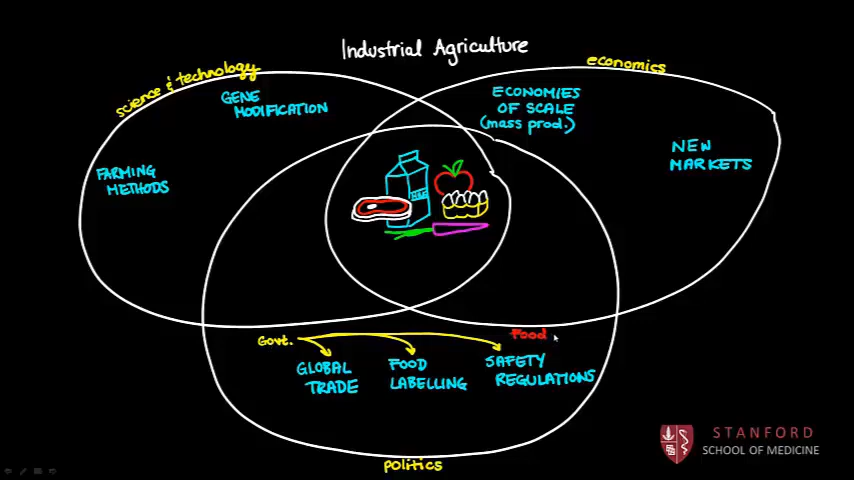 Industrial Agriculture
science & technology
economics
GENE
MODIFICATION
ECONOMIES
OF SCALE
(mass prod.)
FARMING
METHODS
NEW
MARKETS
Govt.
Food
GLOBAL
TRADE
FOOD
LABELLING
SAFETY
REGULATIONS
politics
STANFORD
SCHOOL OF MEDICINE